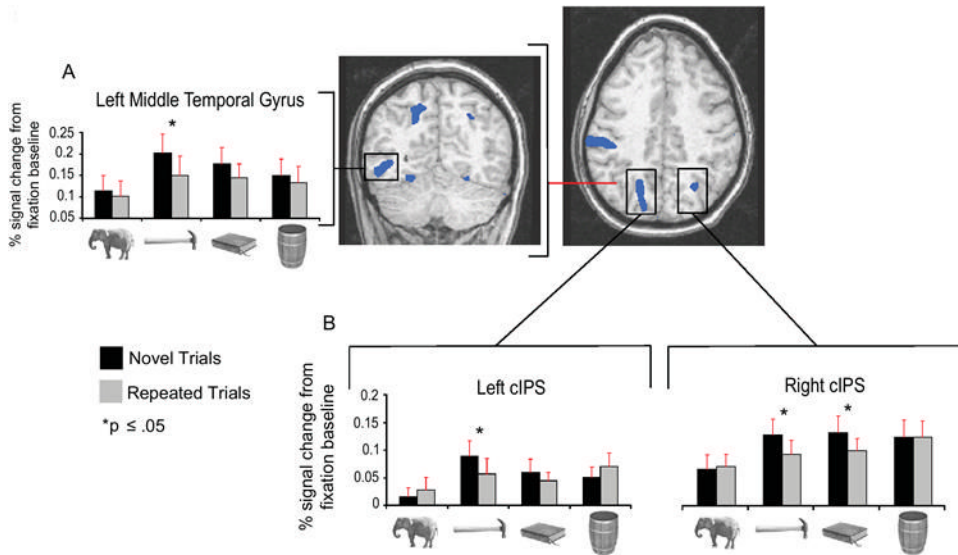 A
Left Middle Temporal Gyrus
% signal change from
fixation baseline
0.25
0.2
0.15
0.1
0.05
*
Novel Trials
Repeated Trials
*p ≤ .05
B
Left cIPS
% signal change from
fixation baseline
0.2
0.15
0.1
0.05
0
*
Right cIPS
* *